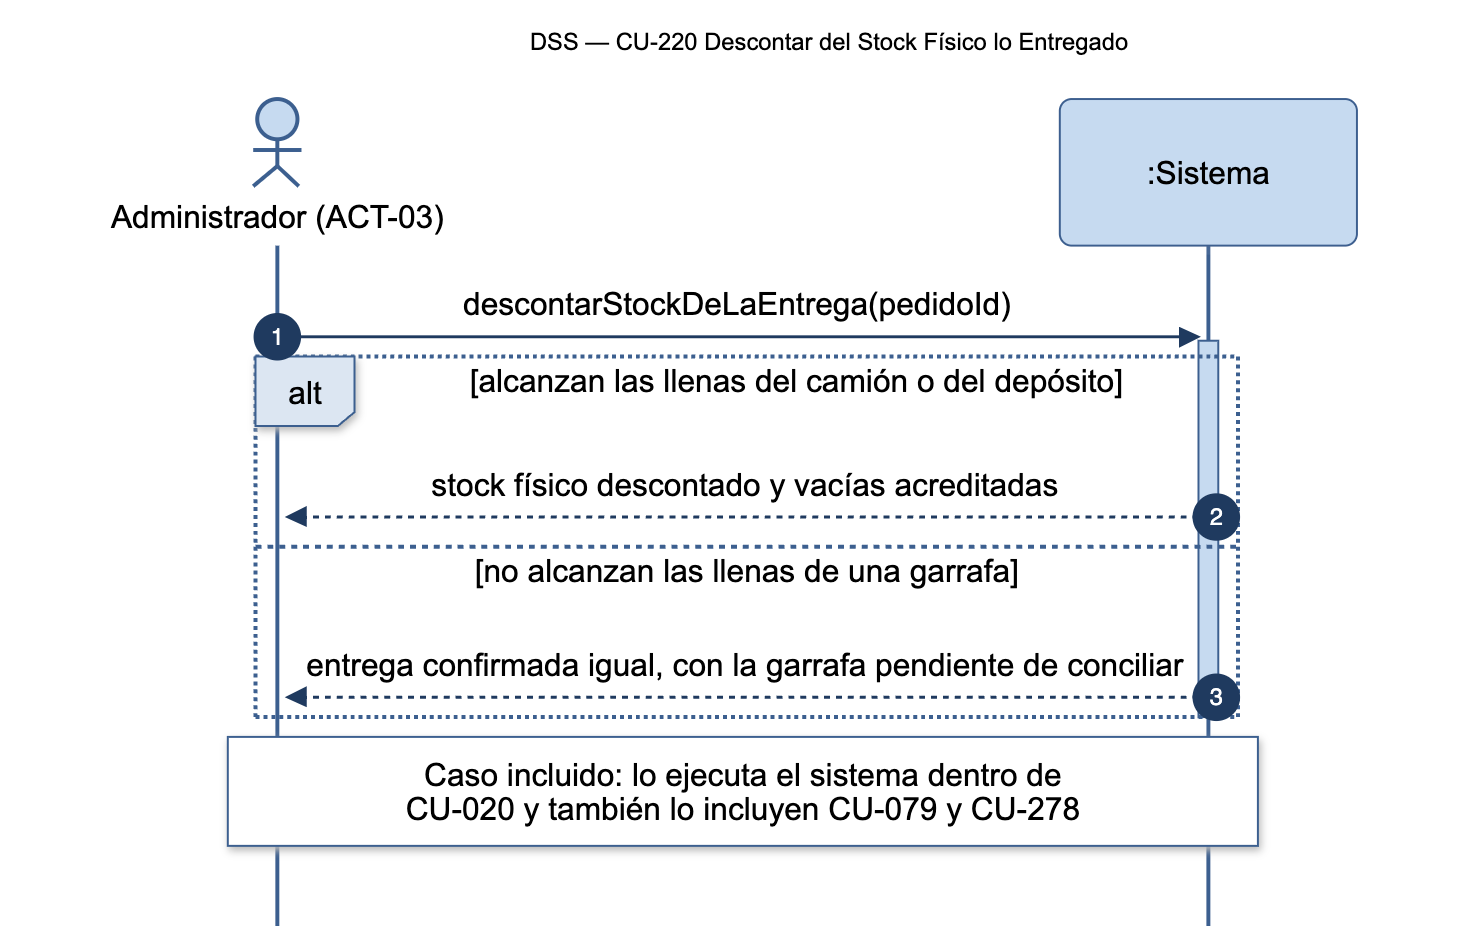 DSS — CU-220 Descontar del Stock Físico lo Entregado
Administrador (ACT-03)
:Sistema
descontarStockDeLaEntrega(pedidoId)
1
alt
[alcanzan las llenas del camión o del depósito]
stock físico descontado y vacías acreditadas
2
[no alcanzan las llenas de una garrafa]
entrega confirmada igual, con la garrafa pendiente de conciliar
3
Caso incluido: lo ejecuta el sistema dentro de
CU-020 y también lo incluyen CU-079 y CU-278